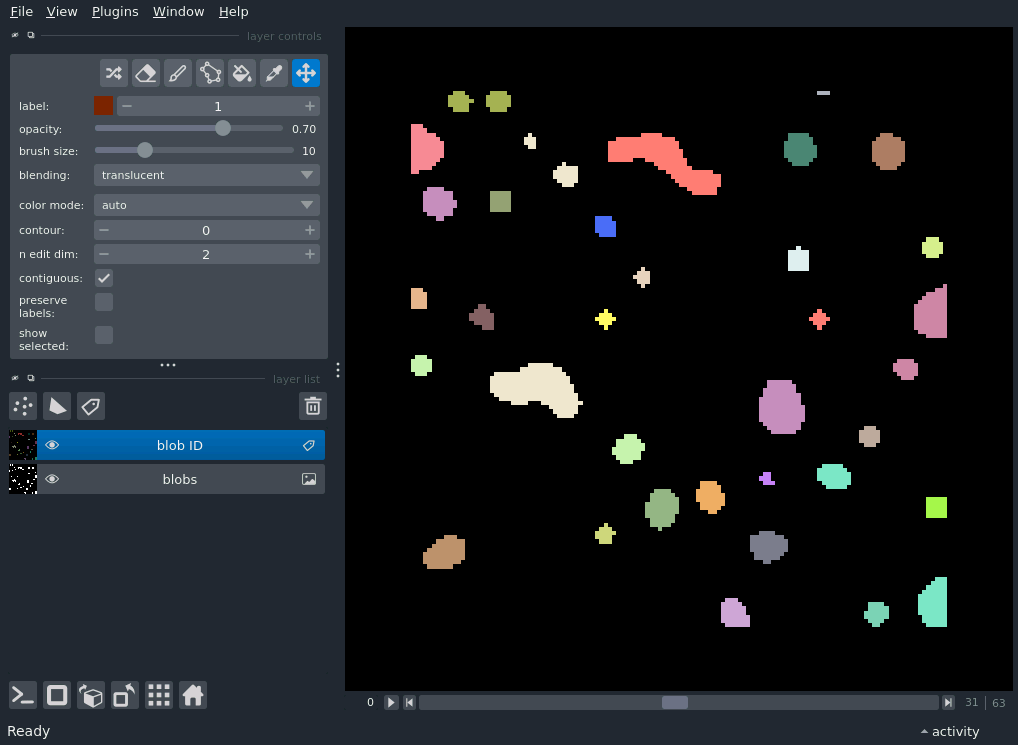 File View Plugins Window Help
layer controls
label: 1
opacity: 0.70
brush size: 10
blending: translucent
color mode: auto
contour: 0
n edit dim: 2
contiguous:
preserve
labels:
show
selected:
layer list
blob ID
blobs
0 31 63
Ready activity